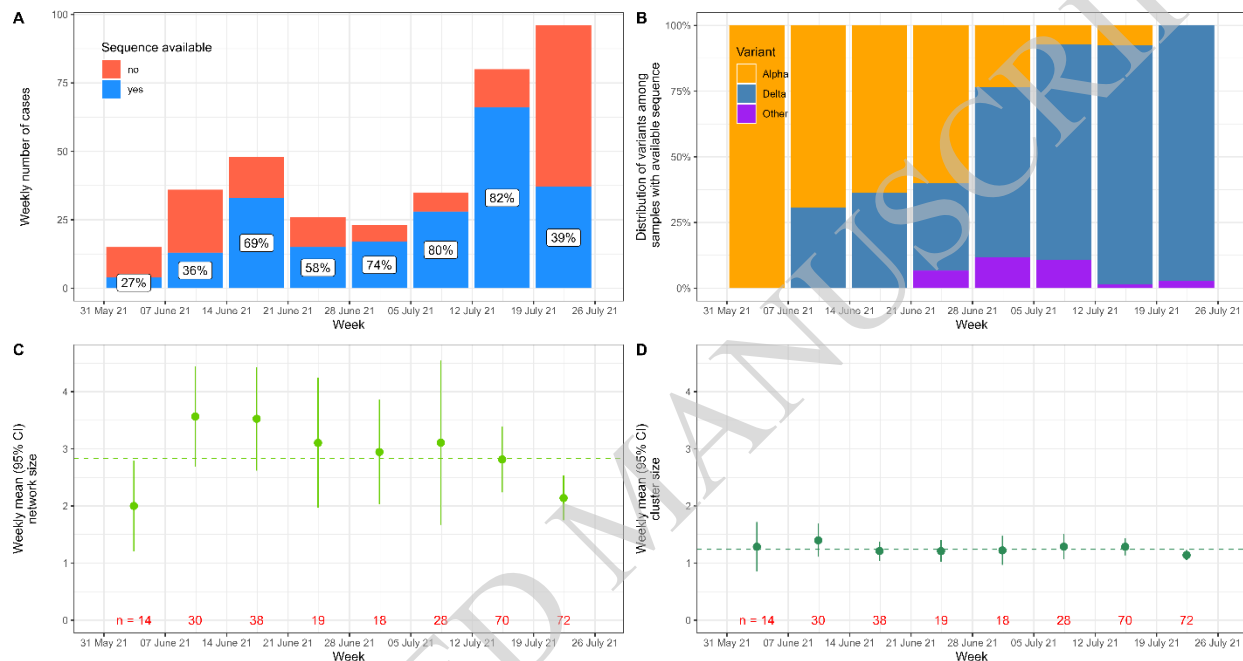 A
Weekly number of cases
100
75
50
25
0
Sequence available
no
yes
27%
36%
69%
58%
74%
80%
82%
39%
31 May 21
07 June 21
14 June 21
21 June 21
28 June 21
05 July 21
12 July 21
19 July 21
26 July 21
Week
B
Distribution of variants among
samples with available sequence
100%
75%
50%
25%
0%
Variant
Alpha
Delta
Other
31 May 21
07 June 21
14 June 21
21 June 21
28 June 21
05 July 21
12 July 21
19 July 21
26 July 21
Week
C
Weekly mean (95% CI)
network size
4
3
2
1
0
n = 14
30
38
19
18
28
70
72
31 May 21
07 June 21
14 June 21
21 June 21
28 June 21
05 July 21
12 July 21
19 July 21
26 July 21
Week
D
Weekly mean (95% CI)
cluster size
4
3
2
1
0
n = 14
30
38
19
18
28
70
72
31 May 21
07 June 21
14 June 21
21 June 21
28 June 21
05 July 21
12 July 21
19 July 21
26 July 21
Week
ED MANUSCRI